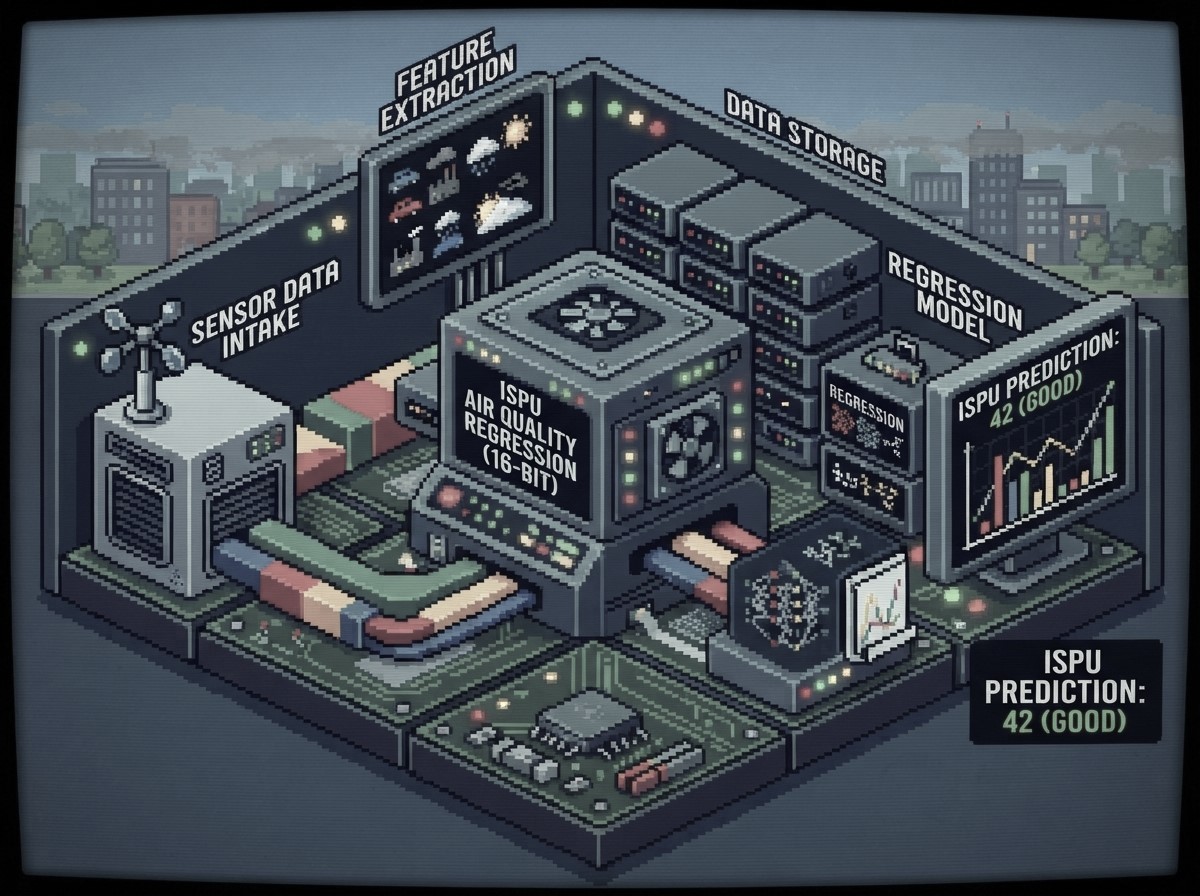 FEATURE
EXTRACTION
DATA STORAGE
SENSOR DATA
INTAKE
REGRESSION
MODEL
ISPU
AIR QUALITY
REGRESSION
(16-BIT)
REGRESSION
ISPU PREDICTION:
42 (GOOD)
ISPU
PREDICTION:
42 (GOOD)